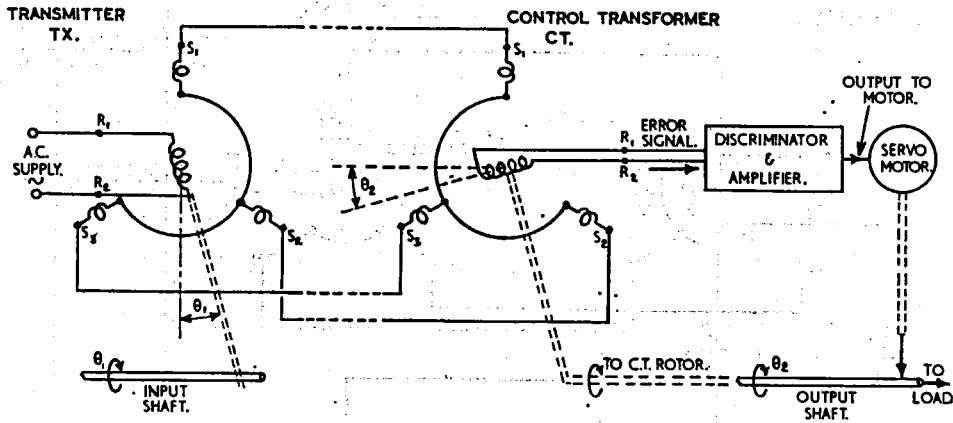 TRANSMITTER
TX.
CONTROL TRANSFORMER
CT.
S₁
S₁
OUTPUT TO
MOTOR.
R₁
A.C.
SUPPLY.
~
R₂
S₃
S₂
θ₁
θ₂
S₃
S₂
R₁
ERROR
SIGNAL.
R₂
DISCRIMINATOR
&
AMPLIFIER.
SERVO
MOTOR.
θ₁
INPUT
SHAFT.
TO C.T. ROTOR.
θ₂
OUTPUT
SHAFT.
TO
LOAD